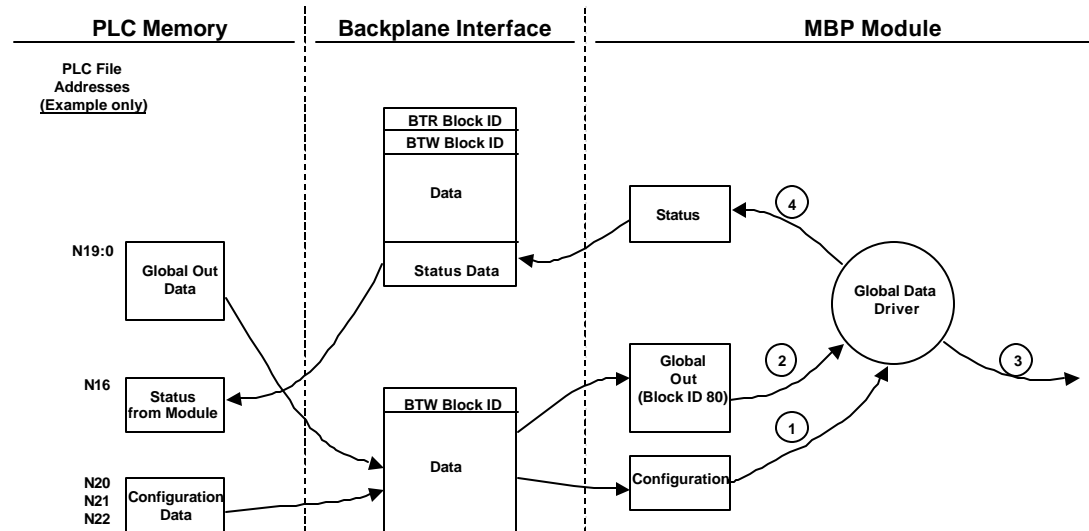 PLC Memory
Backplane Interface
MBP Module
PLC File
Addresses
(Example only)
BTR Block ID
BTW Block ID
Data
Status Data
Status
4
N19:0
Global Out
Data
Global Data
Driver
N16
Status
from Module
Global
Out
(Block ID 80)
2
3
BTW Block ID
Data
1
Configuration
N20
N21
N22
Configuration
Data